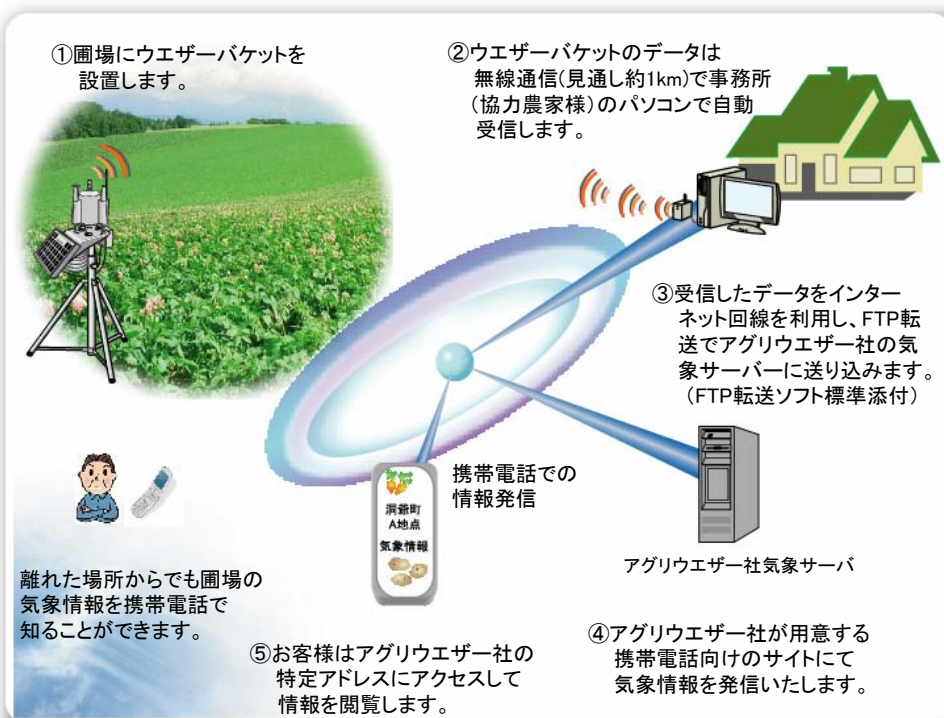 ①圃場にウエザーバケットを
設置します。
②ウエザーバケットのデータは
無線通信(見通し約1km)で事務所
(協力農家様)のパソコンで自動
受信します。
③受信したデータをインター
ネット回線を利用し、FTP転
送でアグリウエザー社の気
象サーバーに送り込みます。
(FTP転送ソフト標準添付)
携帯電話での
情報発信
洞爺町
A地点
気象情報
アグリウエザー社気象サーバ
離れた場所からでも圃場の
気象情報を携帯電話で
知ることができます。
④アグリウエザー社が用意する
携帯電話向けのサイトにて
気象情報を発信いたします。
⑤お客様はアグリウエザー社の
特定アドレスにアクセスして
情報を閲覧します。